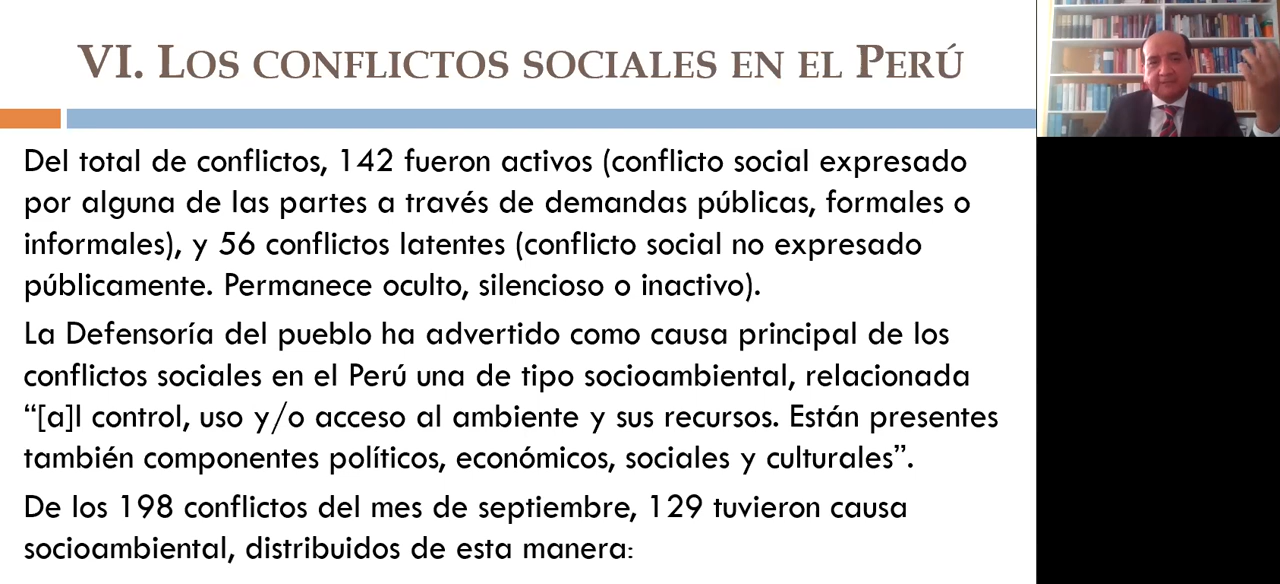 VI. LOS CONFLICTOS SOCIALES EN EL PERÚ
Del total de conflictos, 142 fueron activos (conflicto social expresado
por alguna de las partes a través de demandas públicas, formales o
informales), y 56 conflictos latentes (conflicto social no expresado
públicamente. Permanece oculto, silencioso o inactivo).
La Defensoría del pueblo ha advertido como causa principal de los
conflictos sociales en el Perú una de tipo socioambiental, relacionada
“[a]l control, uso y/o acceso al ambiente y sus recursos. Están presentes
también componentes políticos, económicos, sociales y culturales”.
De los 198 conflictos del mes de septiembre, 129 tuvieron causa
socioambiental, distribuidos de esta manera: